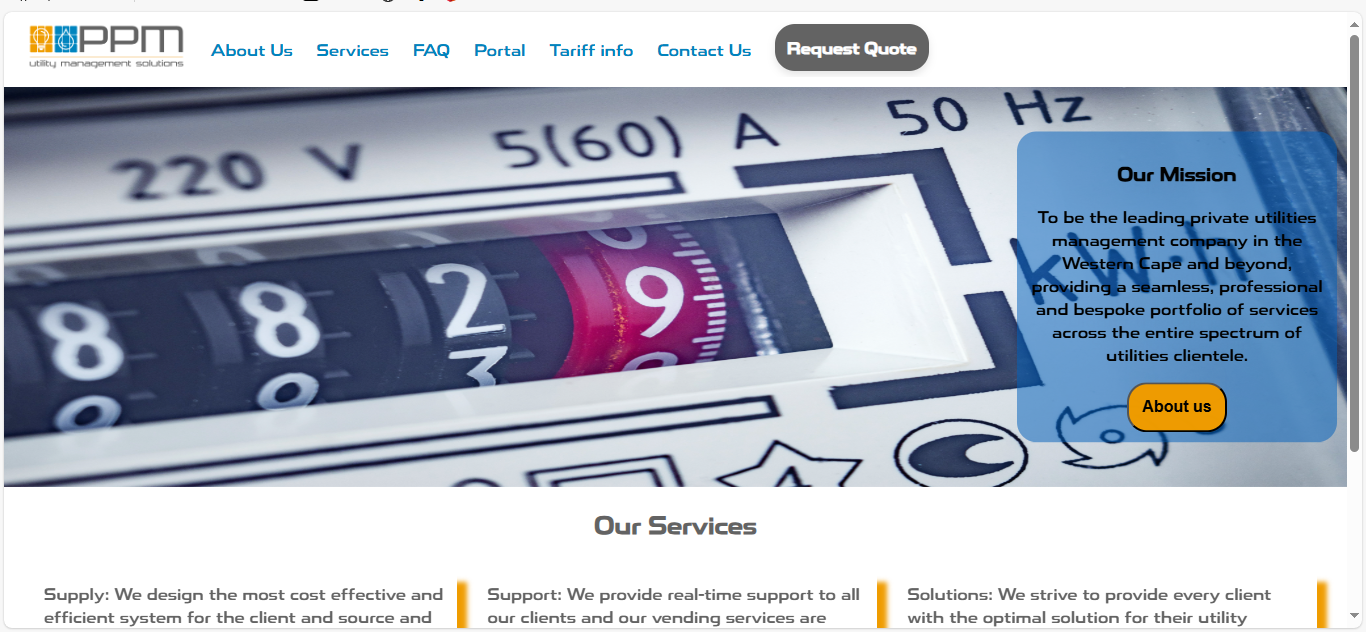 PPM
utility management solutions
About Us Services FAQ Portal Tariff info Contact Us Request Quote
220 V 5(60) A 50 Hz
kW·h
8 8 2 9
3
4
Our Mission
To be the leading private utilities
management company in the
Western Cape and beyond,
providing a seamless, professional
and bespoke portfolio of services
across the entire spectrum of
utilities clientele.
About us
Our Services
Supply: We design the most cost effective and
efficient system for the client and source and
Support: We provide real-time support to all
our clients and our vending services are
Solutions: We strive to provide every client
with the optimal solution for their utility